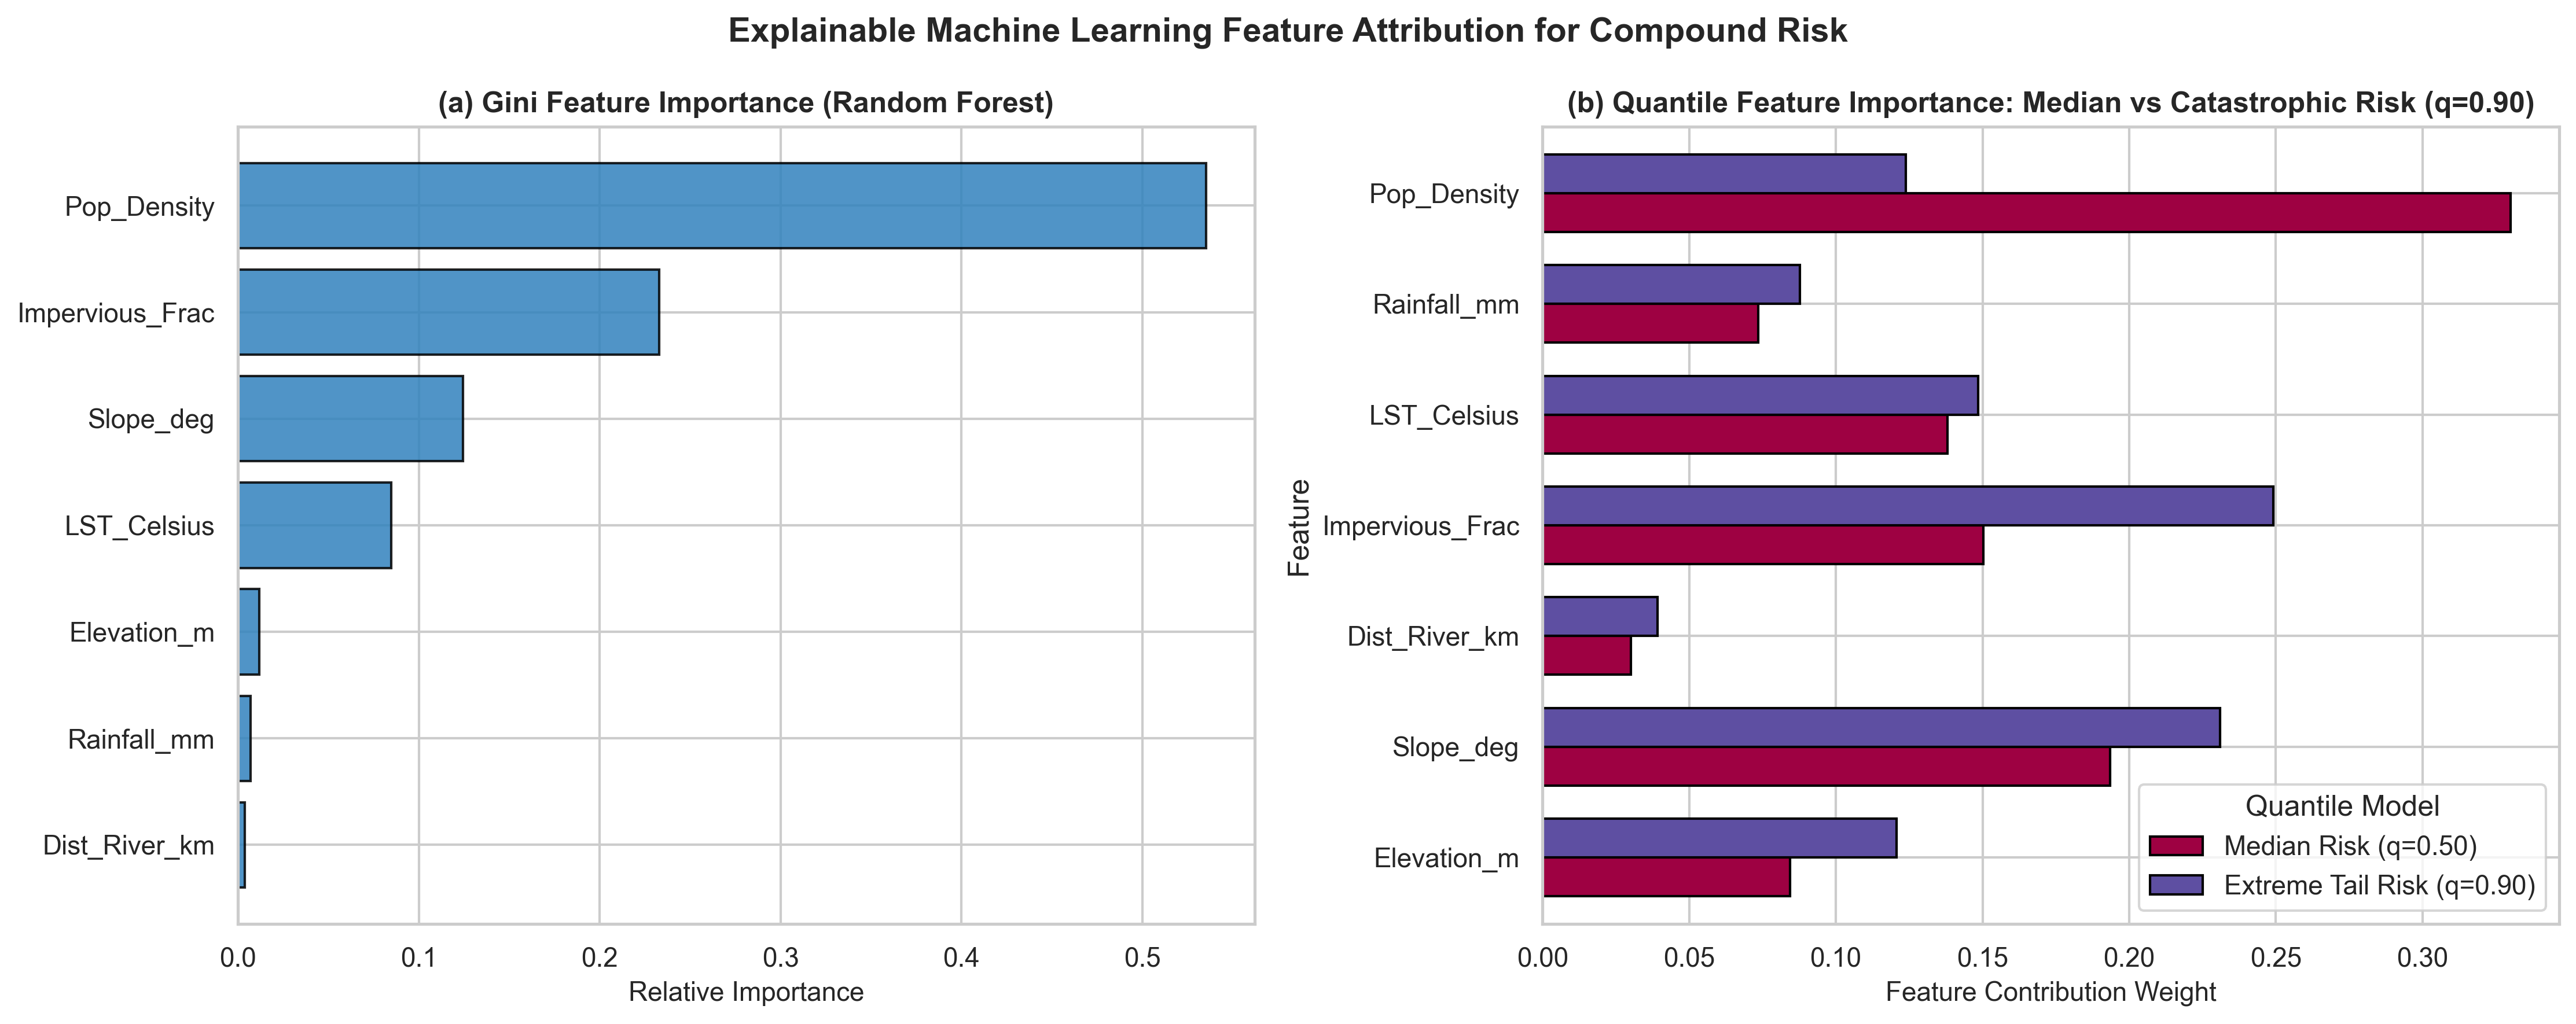 Explainable Machine Learning Feature Attribution for Compound Risk
(a) Gini Feature Importance (Random Forest)
Pop_Density
Impervious_Frac
Slope_deg
LST_Celsius
Elevation_m
Rainfall_mm
Dist_River_km
0.0 0.1 0.2 0.3 0.4 0.5
Relative Importance
(b) Quantile Feature Importance: Median vs Catastrophic Risk (q=0.90)
Feature
Pop_Density
Rainfall_mm
LST_Celsius
Impervious_Frac
Dist_River_km
Slope_deg
Elevation_m
Quantile Model
Median Risk (q=0.50)
Extreme Tail Risk (q=0.90)
0.00 0.05 0.10 0.15 0.20 0.25 0.30
Feature Contribution Weight